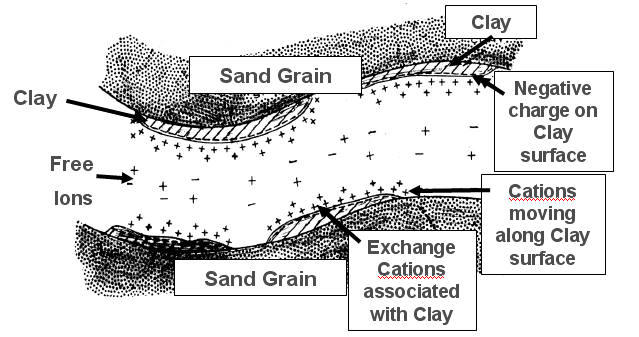 Clay
Sand Grain
Clay
Negative
charge on
Clay
surface
Free
Ions
Cations
moving
along Clay
surface
Exchange
Cations
associated
with Clay
Sand Grain